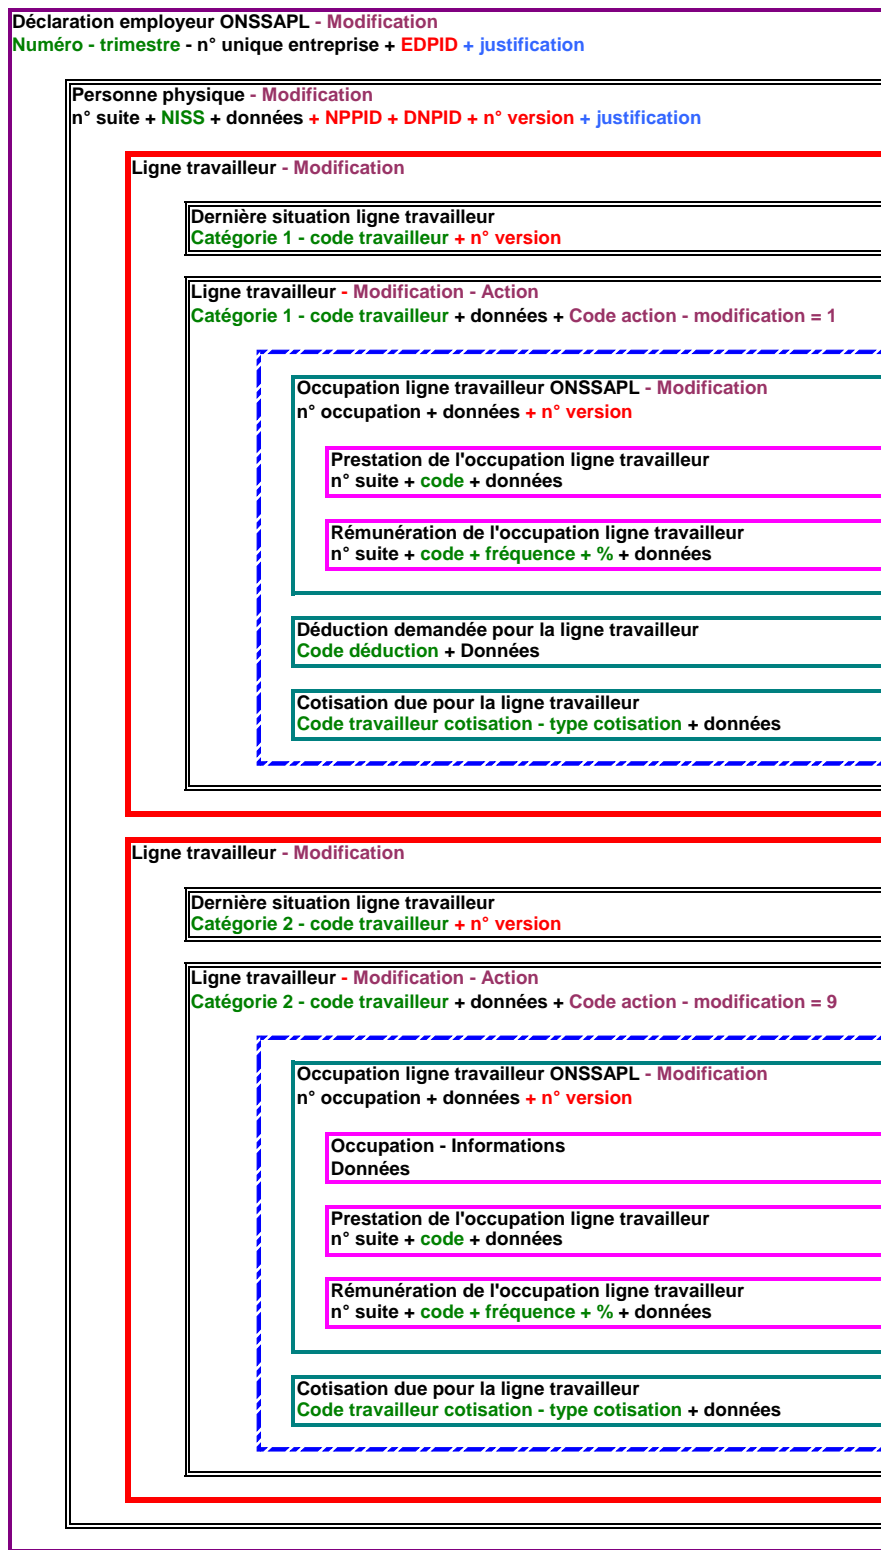 Déclaration employeur ONSSAPL - Modification
Numéro - trimestre - n° unique entreprise + EDPID + justification
Personne physique - Modification
n° suite + NISS + données + NPPID + DNPID + n° version + justification
Ligne travailleur - Modification
Dernière situation ligne travailleur
Catégorie 1 - code travailleur + n° version
Ligne travailleur - Modification - Action
Catégorie 1 - code travailleur + données + Code action - modification = 1
Occupation ligne travailleur ONSSAPL - Modification
n° occupation + données + n° version
Prestation de l'occupation ligne travailleur
n° suite + code + données
Rémunération de l'occupation ligne travailleur
n° suite + code + fréquence + % + données
Déduction demandée pour la ligne travailleur
Code déduction + Données
Cotisation due pour la ligne travailleur
Code travailleur cotisation - type cotisation + données
Ligne travailleur - Modification
Dernière situation ligne travailleur
Catégorie 2 - code travailleur + n° version
Ligne travailleur - Modification - Action
Catégorie 2 - code travailleur + données + Code action - modification = 9
Occupation ligne travailleur ONSSAPL - Modification
n° occupation + données + n° version
Occupation - Informations
Données
Prestation de l'occupation ligne travailleur
n° suite + code + données
Rémunération de l'occupation ligne travailleur
n° suite + code + fréquence + % + données
Cotisation due pour la ligne travailleur
Code travailleur cotisation - type cotisation + données